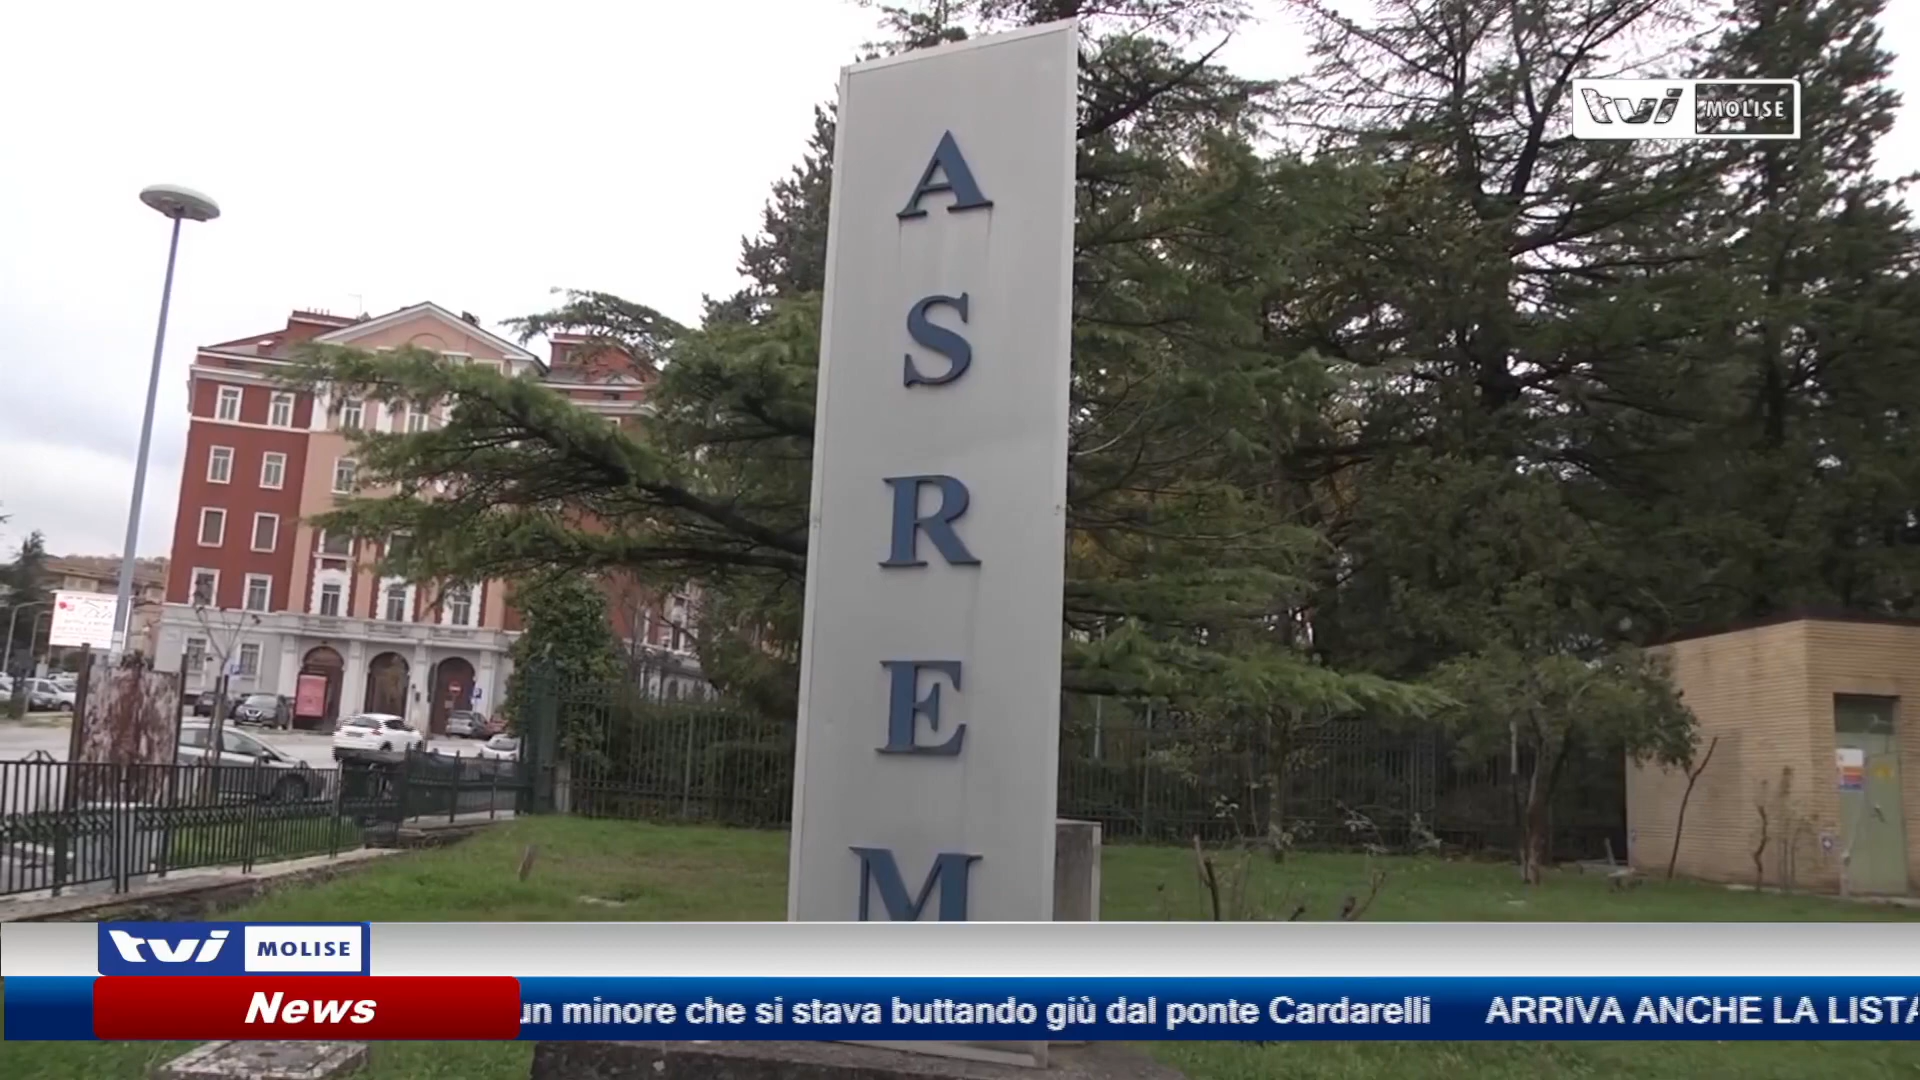 tvi MOLISE
A
S
R
E
M
tvi MOLISE
News
un minore che si stava buttando giù dal ponte Cardarelli ARRIVA ANCHE LA LISTA